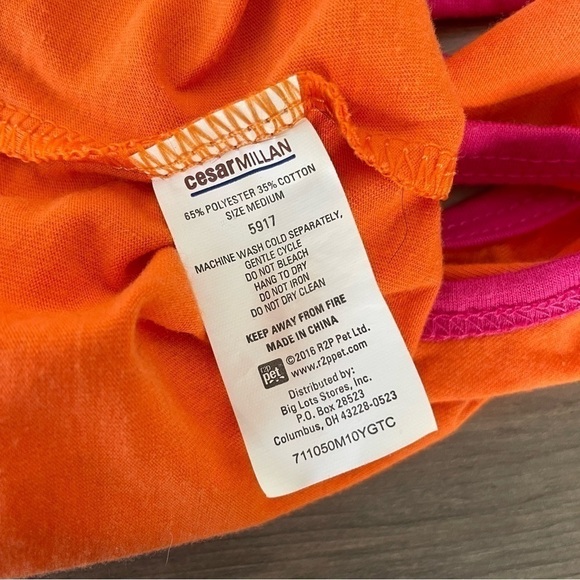 cesarMILLAN
65% POLYESTER 35% COTTON
SIZE MEDIUM
5917
MACHINE WASH COLD SEPARATELY,
GENTLE CYCLE
DO NOT BLEACH
HANG TO DRY
DO NOT IRON
DO NOT DRY CLEAN
KEEP AWAY FROM FIRE
MADE IN CHINA
r2p pet ©2016 R2P Pet Ltd.
www.r2ppet.com
Distributed by:
Big Lots Stores, Inc.
P.O. Box 28523
Columbus, OH 43228-0523
711050M10YGTC